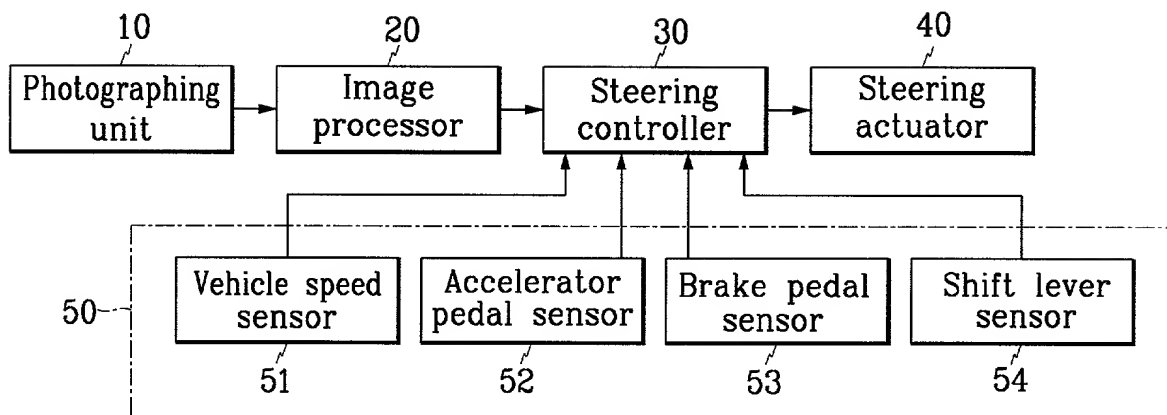 10
20
30
40
Photographing
unit
Image
processor
Steering
controller
Steering
actuator
50
Vehicle speed
sensor
Accelerator
pedal sensor
Brake pedal
sensor
Shift lever
sensor
51
52
53
54